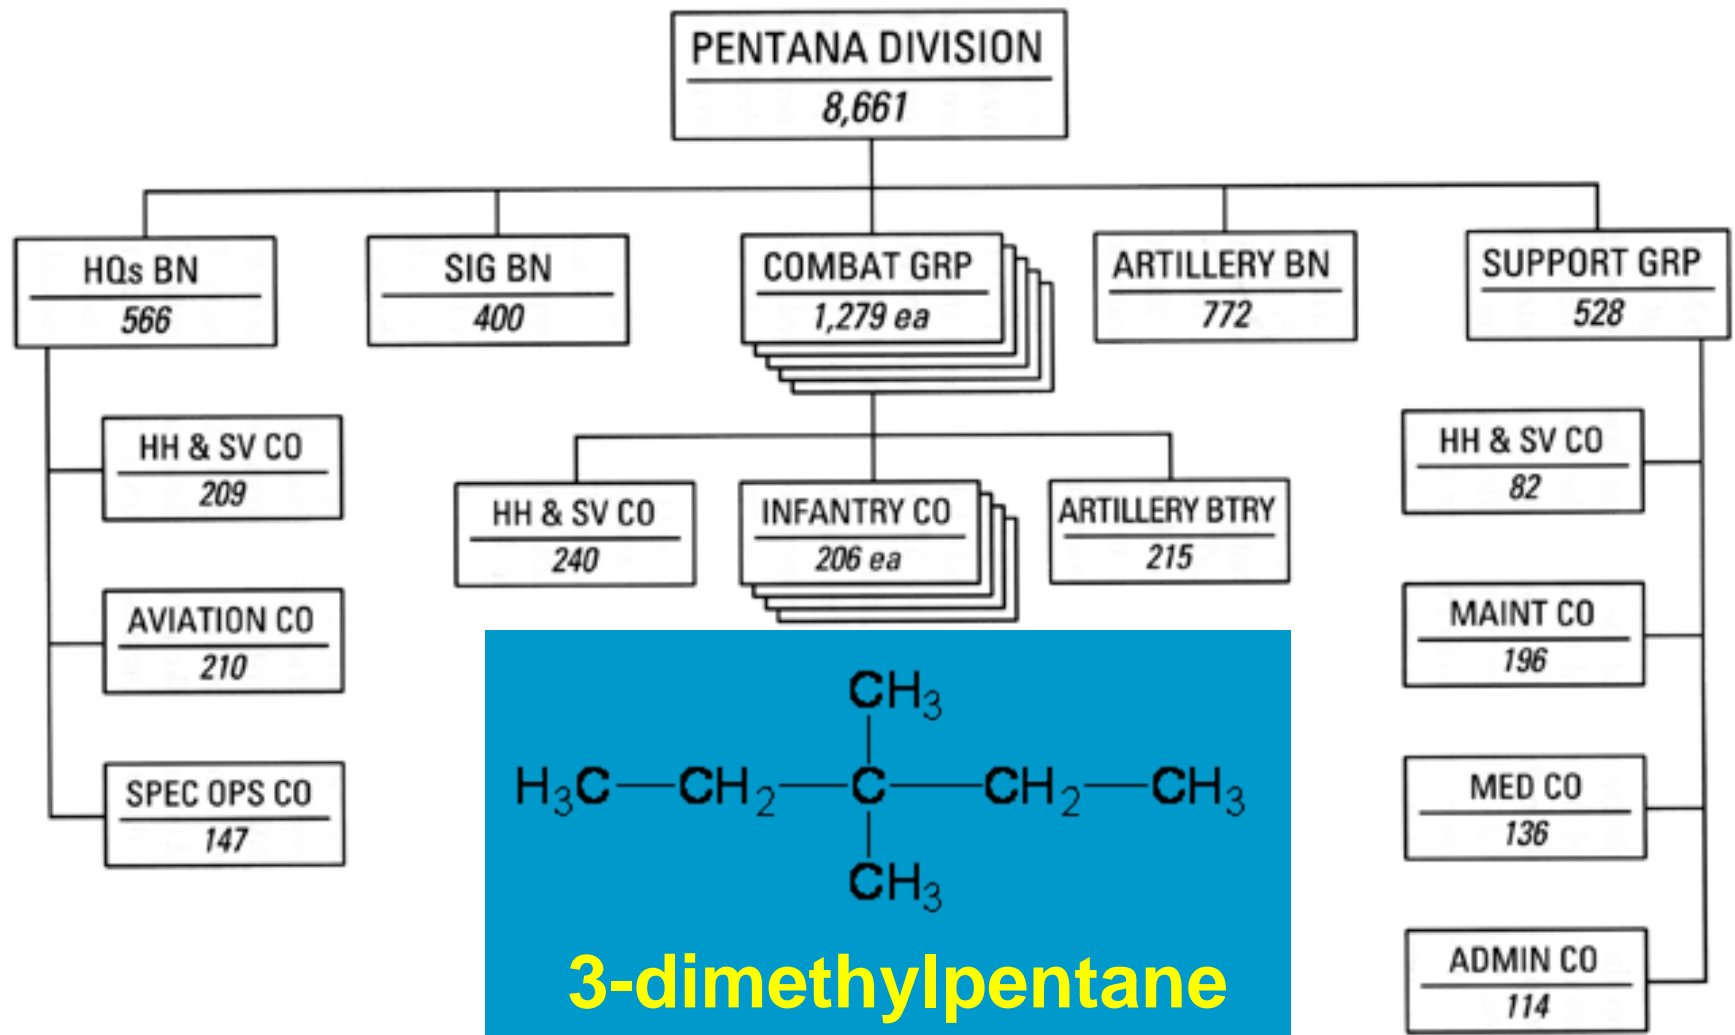 PENTANA DIVISION
8,661
HQs BN
566
SIG BN
400
COMBAT GRP
1,279 ea
ARTILLERY BN
772
SUPPORT GRP
528
HH & SV CO
209
AVIATION CO
210
SPEC OPS CO
147
HH & SV CO
240
INFANTRY CO
206 ea
ARTILLERY BTRY
215
HH & SV CO
82
MAINT CO
196
MED CO
136
ADMIN CO
114
CH3
H3C—CH2—C—CH2—CH3
CH3
3-dimethylpentane